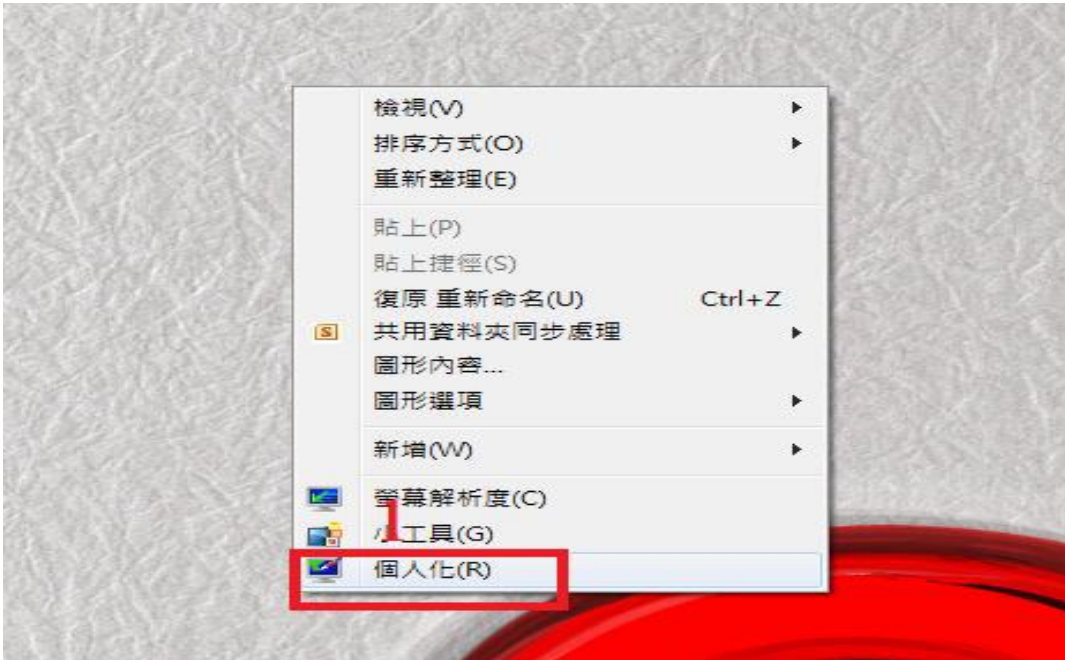 檢視(V)
排序方式(O)
重新整理(E)
貼上(P)
貼上捷徑(S)
復原 重新命名(U) Ctrl+Z
共用資料夾同步處理
圖形內容...
圖形選項
新增(W)
螢幕解析度(C)
1
小工具(G)
個人化(R)